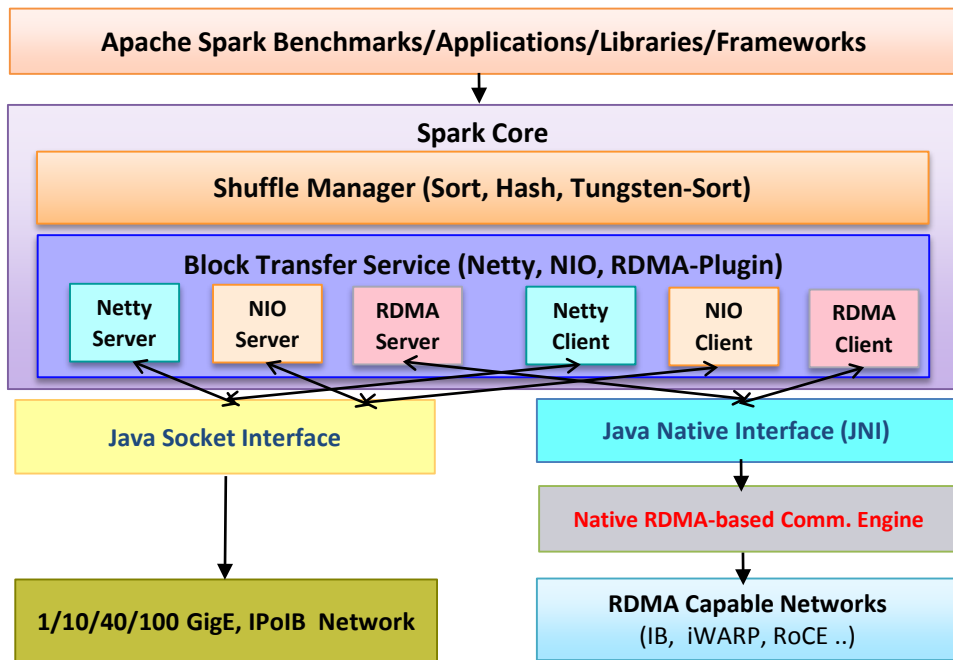 Apache Spark Benchmarks/Applications/Libraries/Frameworks
Spark Core
Shuffle Manager (Sort, Hash, Tungsten-Sort)
Block Transfer Service (Netty, NIO, RDMA-Plugin)
Netty
Server
NIO
Server
RDMA
Server
Netty
Client
NIO
Client
RDMA
Client
Java Socket Interface
Java Native Interface (JNI)
Native RDMA-based Comm. Engine
1/10/40/100 GigE, IPoIB Network
RDMA Capable Networks
(IB, iWARP, RoCE ..)